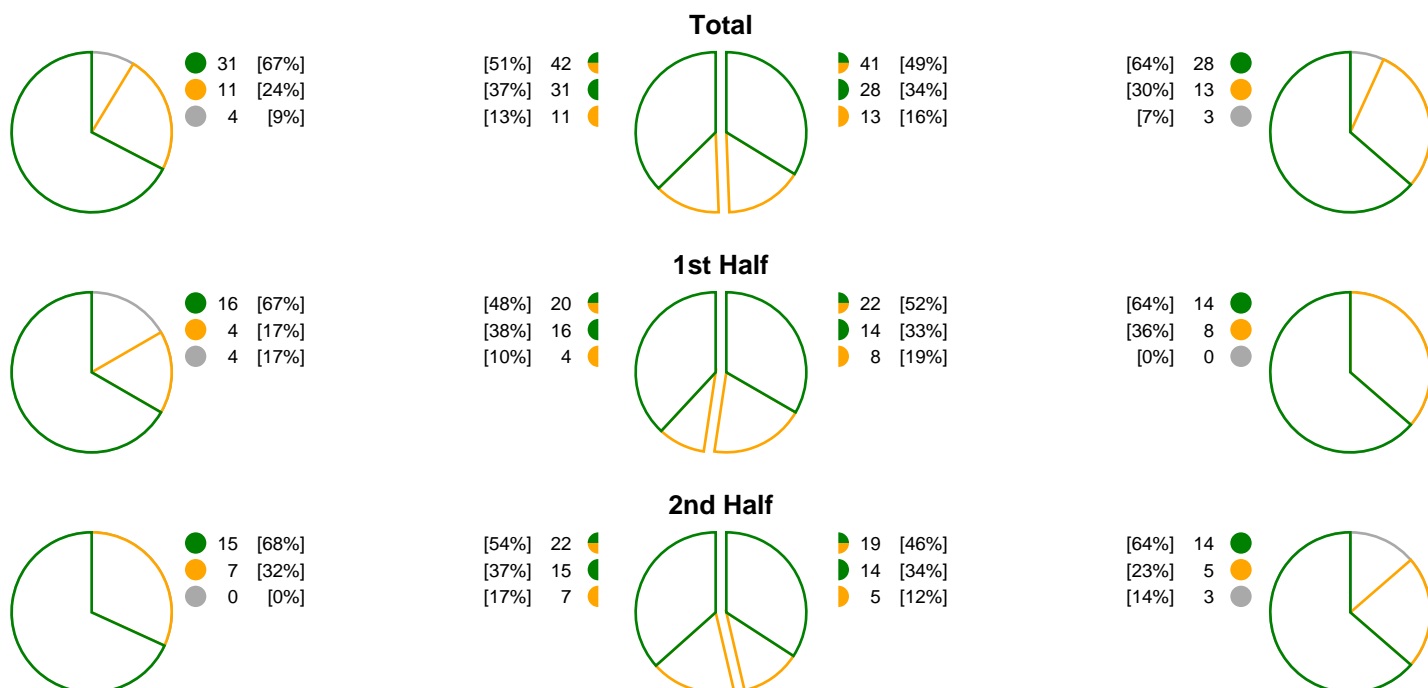 Total
31 [67%] [51%] 42 41 [49%] [64%] 28
11 [24%] [37%] 31 28 [34%] [30%] 13
4 [9%] [13%] 11 13 [16%] [7%] 3
1st Half
16 [67%] [48%] 20 22 [52%] [64%] 14
4 [17%] [38%] 16 14 [33%] [36%] 8
4 [17%] [10%] 4 8 [19%] [0%] 0
2nd Half
15 [68%] [54%] 22 19 [46%] [64%] 14
7 [32%] [37%] 15 14 [34%] [23%] 5
0 [0%] [17%] 7 5 [12%] [14%] 3